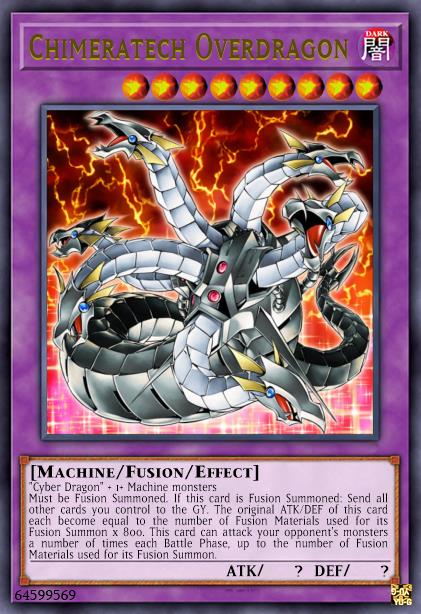 Chimeratech Overdragon
DARK
闇
[Machine/Fusion/Effect]
"Cyber Dragon" + 1+ Machine monsters
Must be Fusion Summoned. If this card is Fusion Summoned: Send all
other cards you control to the GY. The original ATK/DEF of this card
each become equal to the number of Fusion Materials used for its
Fusion Summon x 800. This card can attack your opponent's monsters
a number of times each Battle Phase, up to the number of Fusion
Materials used for its Fusion Summon.
ATK/ ? DEF/ ?
64599569